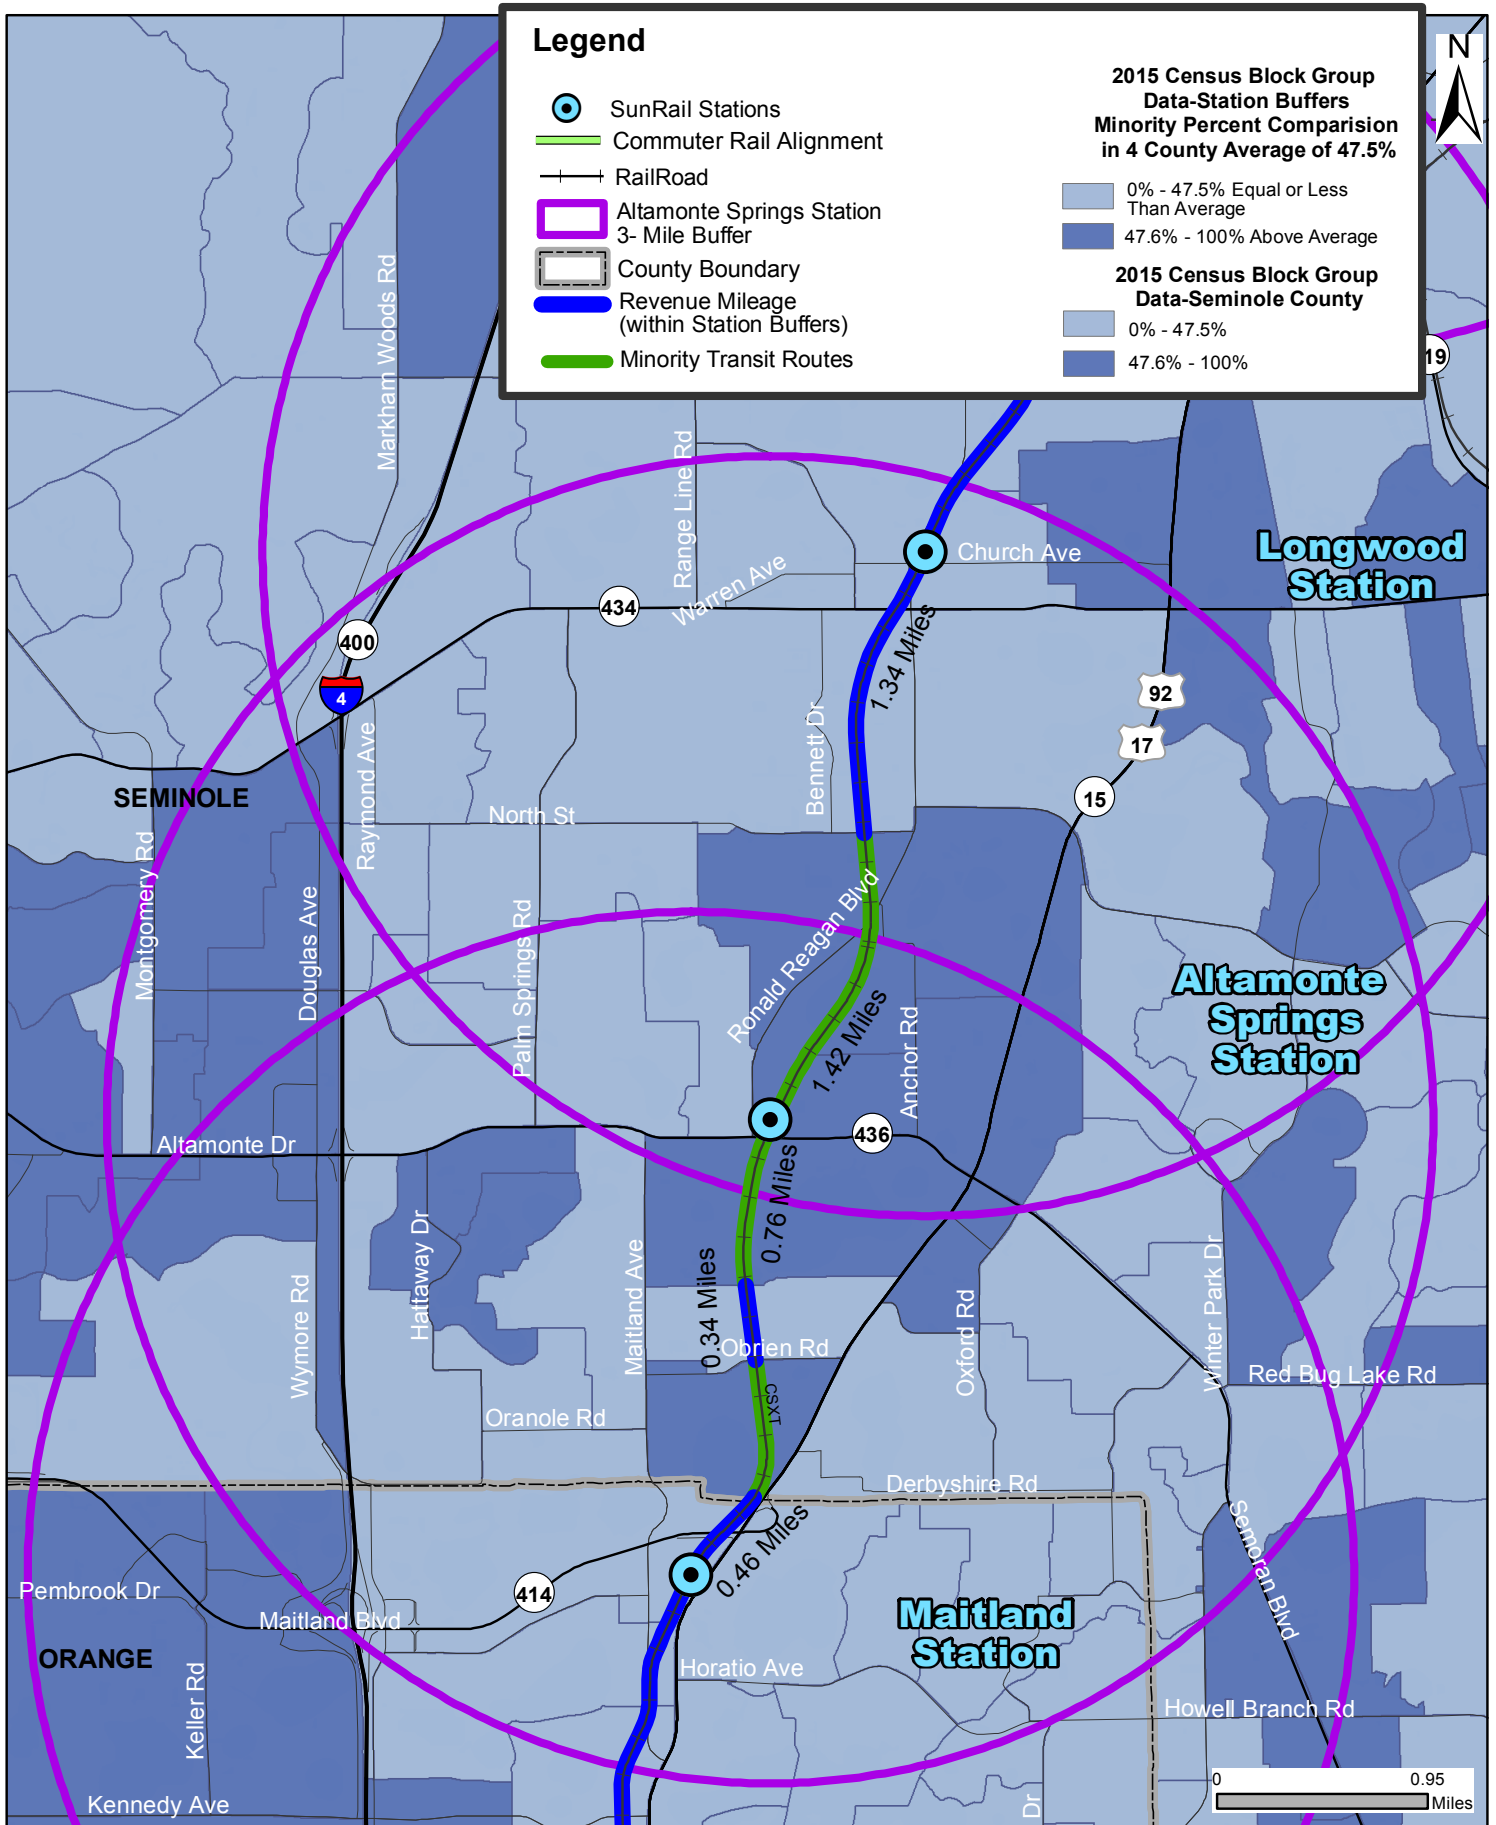 Legend
SunRail Stations
Commuter Rail Alignment
RailRoad
Altamonte Springs Station
3- Mile Buffer
County Boundary
Revenue Mileage
(within Station Buffers)
Minority Transit Routes
2015 Census Block Group
Data-Station Buffers
Minority Percent Comparision
in 4 County Average of 47.5%
0% - 47.5% Equal or Less
Than Average
47.6% - 100% Above Average
2015 Census Block Group
Data-Seminole County
0% - 47.5%
47.6% - 100%
N
19
Markham Woods Rd
Range Line Rd
Church Ave
Longwood
Station
Warren Ave
434
400
4
1.34 Miles
92
17
15
Bennett Dr
Raymond Ave
SEMINOLE
North St
Montgomery Rd
Douglas Ave
Palm Springs Rd
Ronald Reagan Blvd
Altamonte
Springs
Station
1.42 Miles
Anchor Rd
436
Altamonte Dr
0.76 Miles
Hattaway Dr
Maitland Ave
0.34 Miles
Wymore Rd
Obrien Rd
Oxford Rd
Winter Park Dr
Red Bug Lake Rd
CSXT
Oranole Rd
Derbyshire Rd
Semoran Blvd
0.46 Miles
414
Pembrook Dr
Maitland Blvd
Maitland
Station
ORANGE
Keller Rd
Horatio Ave
Howell Branch Rd
Kennedy Ave
Dr
0 0.95
Miles